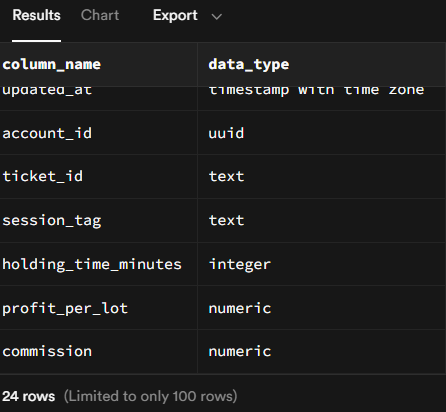 Results Chart Export
column_name data_type
updated_at timestamp with time zone
account_id uuid
ticket_id text
session_tag text
holding_time_minutes integer
profit_per_lot numeric
commission numeric
24 rows (Limited to only 100 rows)